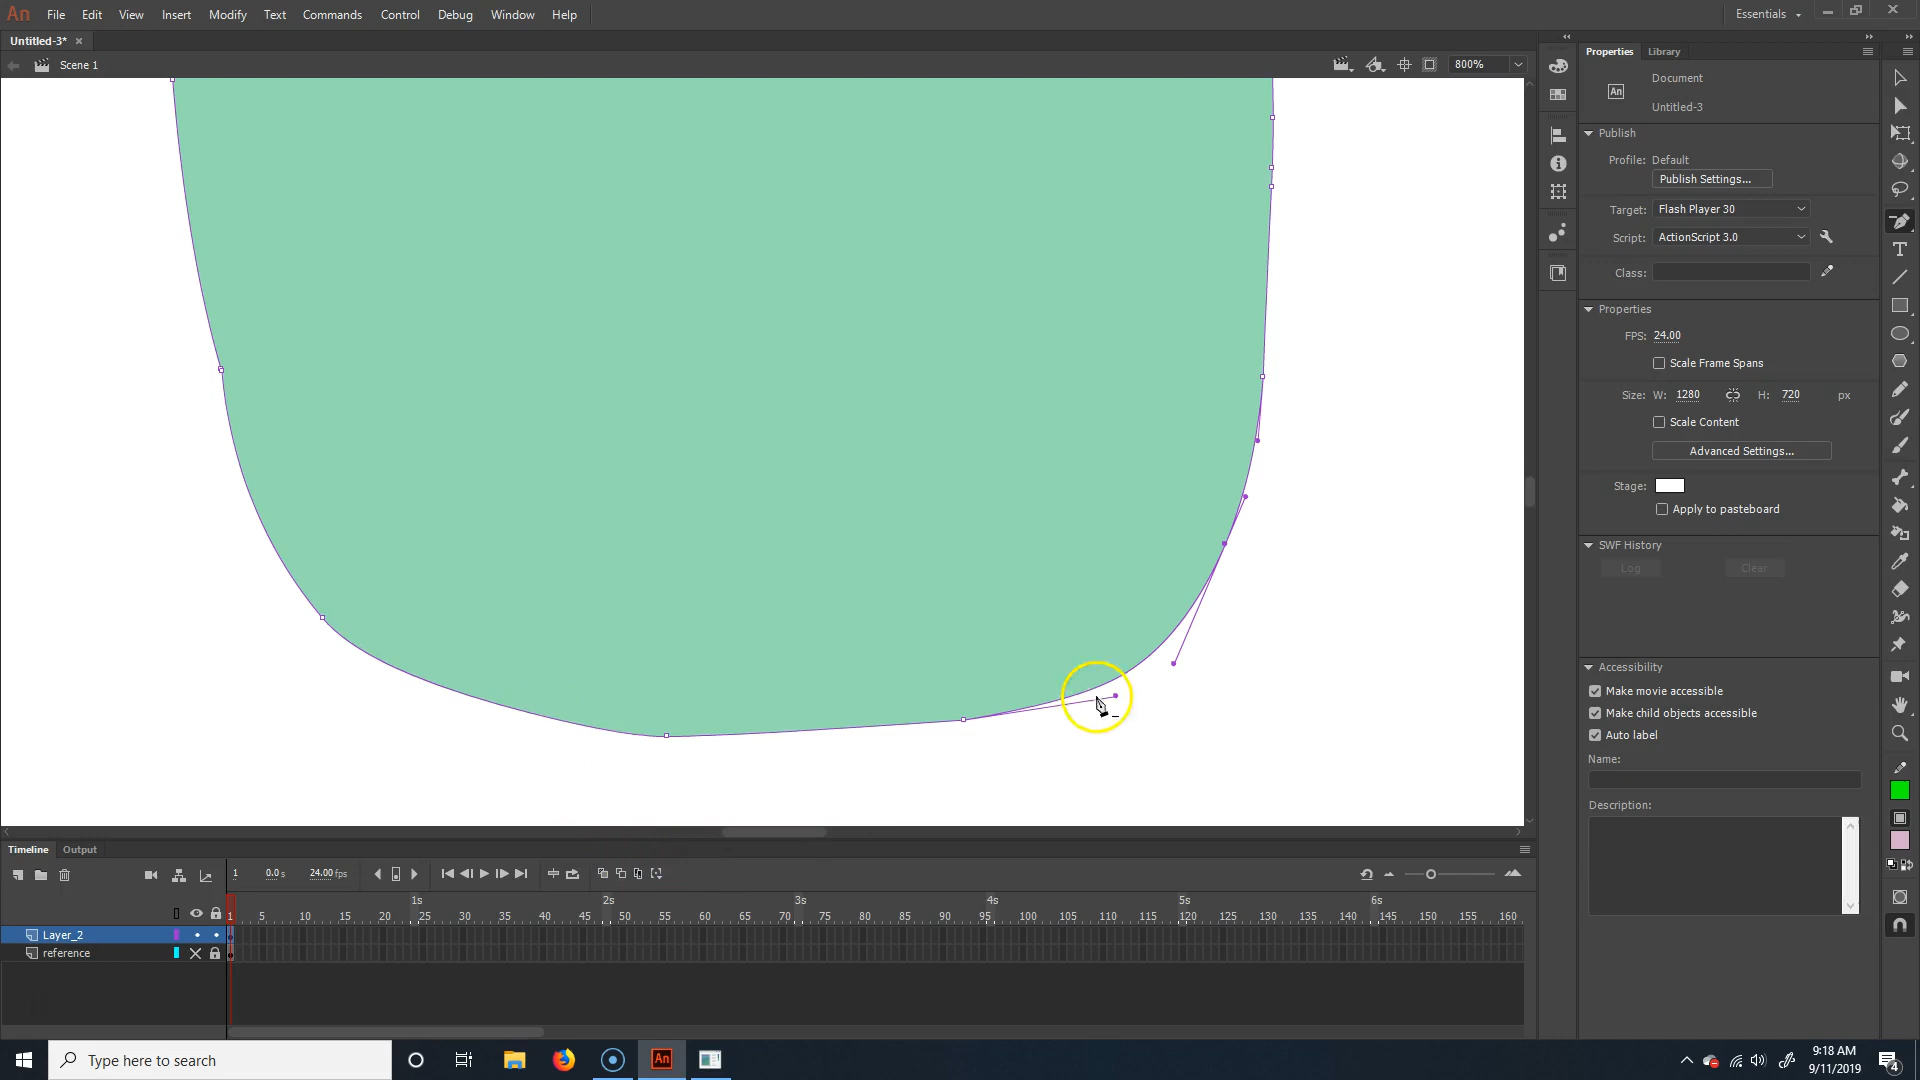 An File Edit View Insert Modify Text Commands Control Debug Window Help Essentials
Untitled-3*
Scene 1
800%
Properties Library
Document
An
Untitled-3
Publish
Profile: Default
Publish Settings...
Target: Flash Player 30
Script: ActionScript 3.0
Class:
Properties
FPS: 24.00
Scale Frame Spans
Size: W: 1280 H: 720 px
Scale Content
Advanced Settings...
Stage:
Apply to pasteboard
SWF History
Log Clear
Accessibility
Make movie accessible
Make child objects accessible
Auto label
Name:
Description:
Timeline Output
1 0.0 s 24.00 fps
1s 2s 3s 4s 5s 6s
1 5 10 15 20 25 30 35 40 45 50 55 60 65 70 75 80 85 90 95 100 105 110 115 120 125 130 135 140 145 150 155 160
Layer_2
reference
Type here to search
An
9:18 AM
9/11/2019
4